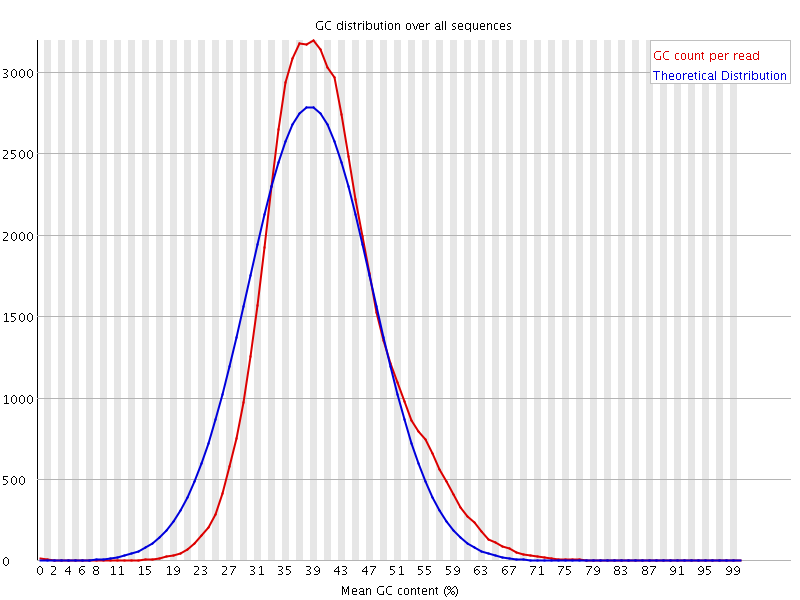 GC distribution over all sequences
GC count per read
Theoretical Distribution
3000
2500
2000
1500
1000
500
0
0 2 4 6 8 11 15 19 23 27 31 35 39 43 47 51 55 59 63 67 71 75 79 83 87 91 95 99
Mean GC content (%)